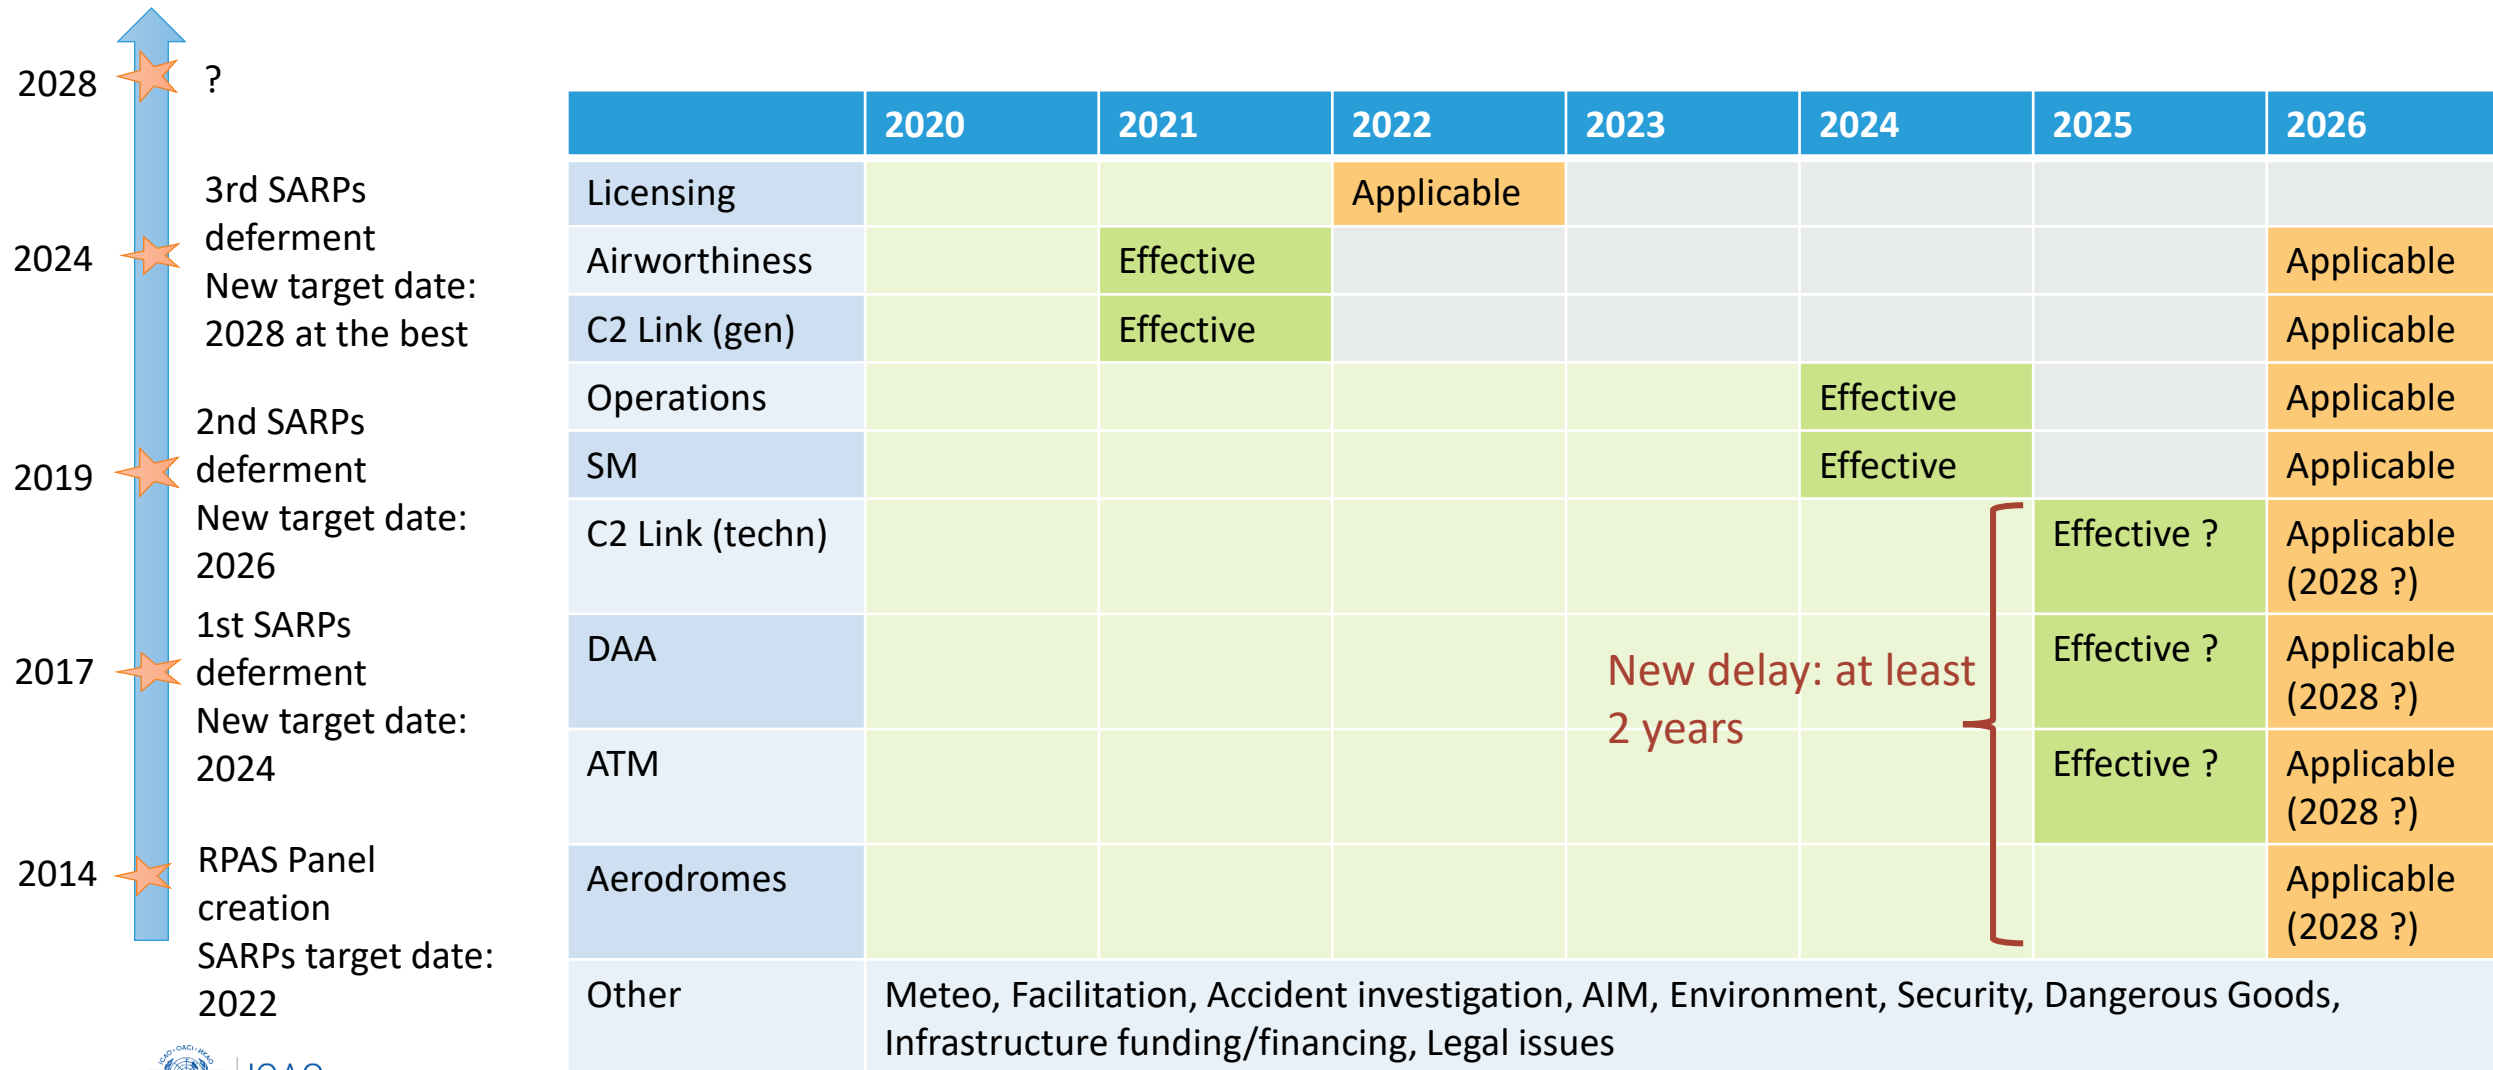 2028
?
3rd SARPs
deferment
New target date:
2028 at the best
2024
2nd SARPs
deferment
New target date:
2026
2019
1st SARPs
deferment
New target date:
2024
2017
RPAS Panel
creation
SARPs target date:
2022
2014
2020 2021 2022 2023 2024 2025 2026
Licensing Applicable
Airworthiness Effective Applicable
C2 Link (gen) Effective Applicable
Operations Effective Applicable
SM Effective Applicable
C2 Link (techn) Effective ? Applicable
(2028 ?)
DAA Effective ? Applicable
(2028 ?)
New delay: at least
2 years
ATM Effective ? Applicable
(2028 ?)
Aerodromes Applicable
(2028 ?)
Other Meteo, Facilitation, Accident investigation, AIM, Environment, Security, Dangerous Goods,
Infrastructure funding/financing, Legal issues
ICAO · OACI · ИКАО
ICAO